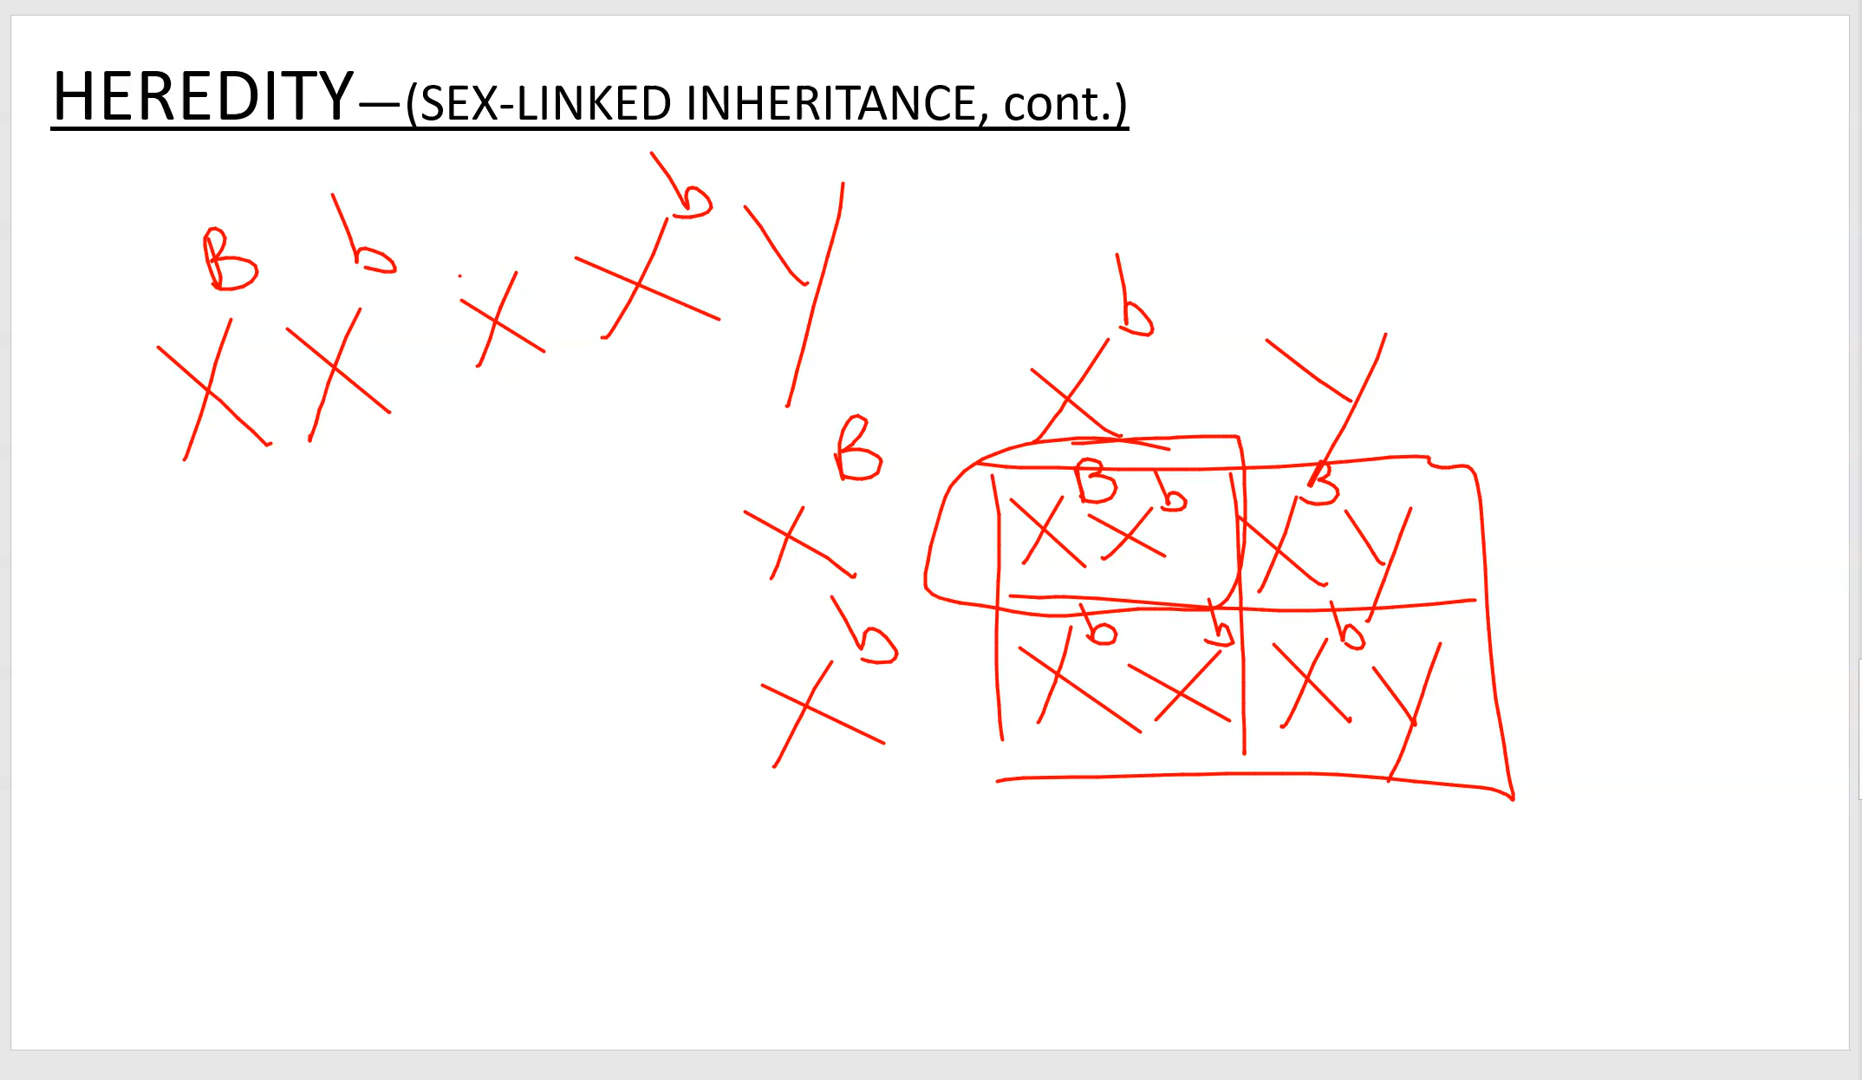 HEREDITY—(SEX-LINKED INHERITANCE, cont.)
B b b
X X x X Y
b
X Y
B
X
b
X
B b B
X X X Y
b b b
X X X Y